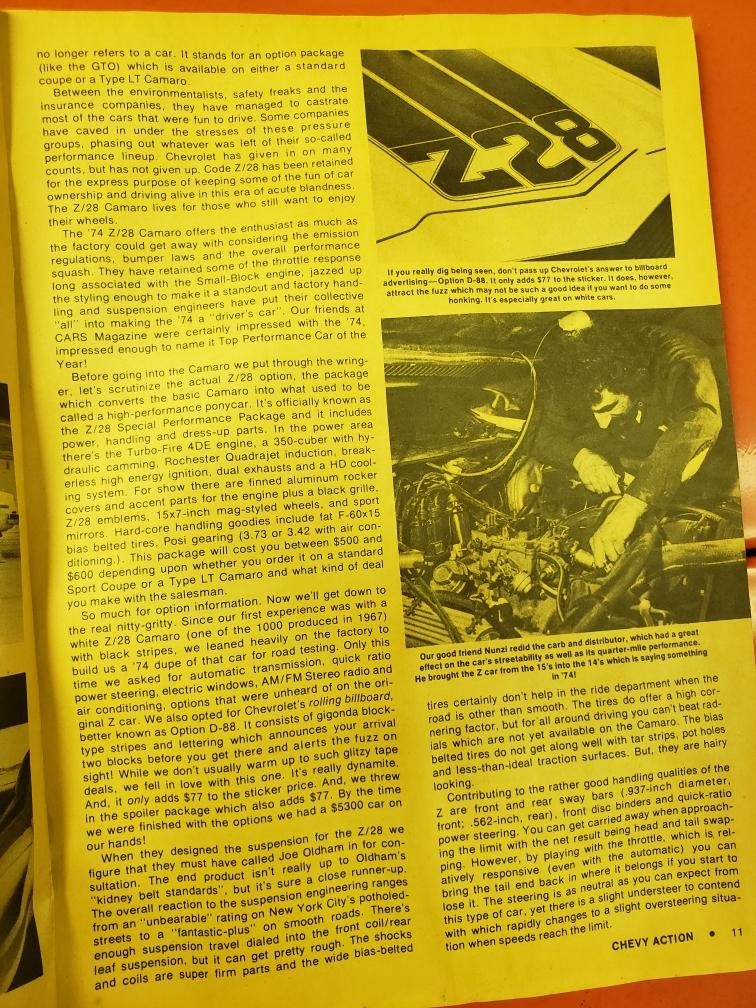 no longer refers to a car. It stands for an option package
(like the GTO) which is available on either a standard
coupe or a Type LT Camaro.
Between the environmentalists, safety freaks and the
insurance companies, they have managed to castrate
most of the cars that were fun to drive. Some companies
have caved in under the stresses of these pressure
groups, phasing out whatever was left of their so-called
performance lineup. Chevrolet has given in on many
counts, but has not given up. Code Z/28 has been retained
for the express purpose of keeping some of the fun of car
ownership and driving alive in this era of acute blandness.
The Z/28 Camaro lives for those who still want to enjoy
their wheels.
The '74 Z/28 Camaro offers the enthusiast as much as
the factory could get away with considering the emission
regulations, bumper laws and the overall performance
squash. They have retained some of the throttle response
long associated with the Small-Block engine, jazzed up
the styling enough to make it a standout and factory hand-
ling and suspension engineers have put their collective
"all" into making the '74 a "driver's car". Our friends at
CARS Magazine were certainly impressed with the '74,
impressed enough to name it Top Performance Car of the
Year!
Before going into the Camaro we put through the wring-
er, let's scrutinize the actual Z/28 option, the package
which converts the basic Camaro into what used to be
called a high-performance ponycar. It's officially known as
the Z/28 Special Performance Package and it includes
power, handling and dress-up parts. In the power area
there's the Turbo-Fire 4DE engine, a 350-cuber with hy-
draulic camming, Rochester Quadrajet induction, break-
erless high energy ignition, dual exhausts and a HD cool-
ing system. For show there are finned aluminum rocker
covers and accent parts for the engine plus a black grille,
Z/28 emblems, 15x7-inch mag-styled wheels, and sport
mirrors. Hard-core handling goodies include fat F-60x15
bias belted tires, Posi gearing (3.73 or 3.42 with air con-
ditioning.). This package will cost you between $500 and
$600 depending upon whether you order it on a standard
Sport Coupe or a Type LT Camaro and what kind of deal
you make with the salesman.
So much for option information. Now we'll get down to
the real nitty-gritty. Since our first experience was with a
white Z/28 Camaro (one of the 1000 produced in 1967)
with black stripes, we leaned heavily on the factory to
build us a '74 dupe of that car for road testing. Only this
time we asked for automatic transmission, quick ratio
power steering, electric windows, AM/FM Stereo radio and
air conditioning, options that were unheard of on the ori-
ginal Z car. We also opted for Chevrolet's rolling billboard,
better known as Option D-88. It consists of gigonda block-
type stripes and lettering which announces your arrival
two blocks before you get there and alerts the fuzz on
sight! While we don't usually warm up to such glitzy tape
deals, we fell in love with this one. It's really dynamite.
And, it only adds $77 to the sticker price. And, we threw
in the spoiler package which also adds $77. By the time
we were finished with the options we had a $5300 car on
our hands!
When they designed the suspension for the Z/28 we
figure that they must have called Joe Oldham in for con-
sultation. The end product isn't really up to Oldham's
"kidney belt standards", but it's sure a close runner-up.
The overall reaction to the suspension engineering ranges
from an "unbearable" rating on New York City's potholed-
streets to a "fantastic-plus" on smooth roads. There's
enough suspension travel dialed into the front coil/rear
leaf suspension, but it can get pretty rough. The shocks
and coils are super firm parts and the wide bias-belted
Z28
If you really dig being seen, don't pass up Chevrolet's answer to billboard
advertising—Option D-88. It only adds $77 to the sticker. It does, however,
attract the fuzz which may not be such a good idea if you want to do some
honking. It's especially great on white cars.
Our good friend Nunzi redid the carb and distributor, which had a great
effect on the car's streetability as well as its quarter-mile performance.
He brought the Z car from the 15's into the 14's which is saying something
in '74!
tires certainly don't help in the ride department when the
road is other than smooth. The tires do offer a high cor-
nering factor, but for all around driving you can't beat rad-
ials which are not yet available on the Camaro. The bias
belted tires do not get along well with tar strips, pot holes
and less-than-ideal traction surfaces. But, they are hairy
looking.
Contributing to the rather good handling qualities of the
Z are front and rear sway bars (.937-inch diameter,
front; .562-inch, rear), front disc binders and quick-ratio
power steering. You can get carried away when approach-
ing the limit with the net result being head and tail swap-
ping. However, by playing with the throttle, which is rel-
atively responsive (even with the automatic) you can
bring the tail end back in where it belongs if you start to
lose it. The steering is as neutral as you can expect from
this type of car, yet there is a slight understeer to contend
with which rapidly changes to a slight oversteering situa-
tion when speeds reach the limit.
CHEVY ACTION • 11